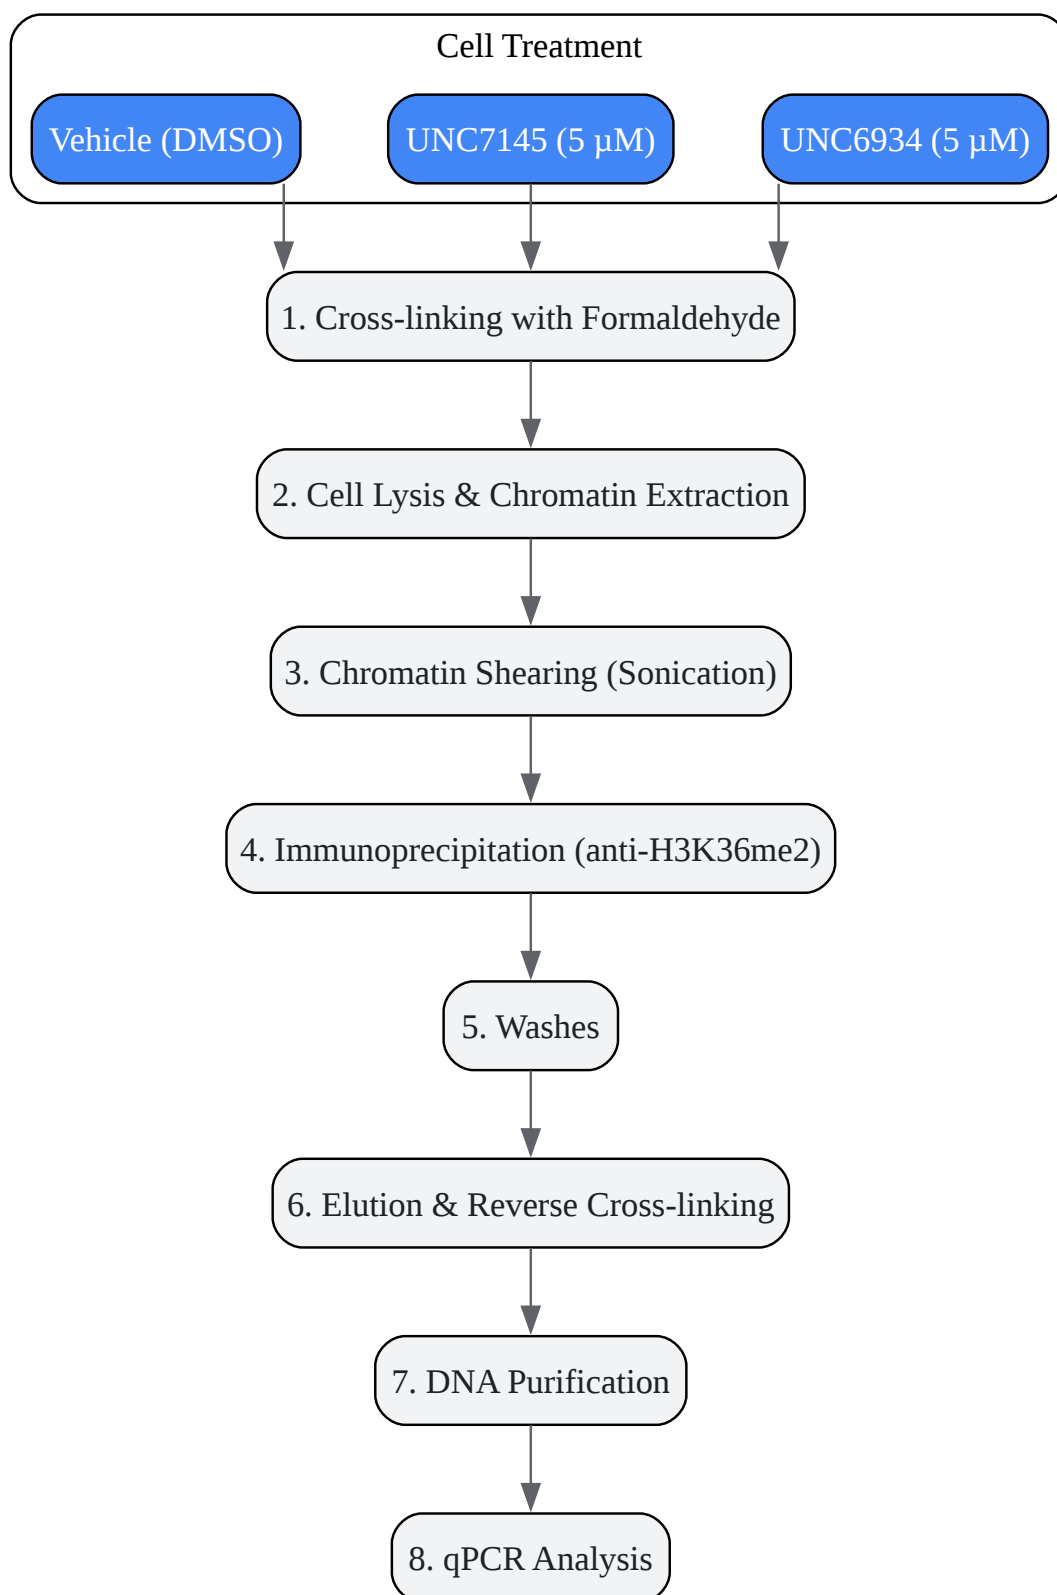 Cell Treatment
Vehicle (DMSO)
UNC7145 (5 µM)
UNC6934 (5 µM)
1. Cross-linking with Formaldehyde
2. Cell Lysis & Chromatin Extraction
3. Chromatin Shearing (Sonication)
4. Immunoprecipitation (anti-H3K36me2)
5. Washes
6. Elution & Reverse Cross-linking
7. DNA Purification
8. qPCR Analysis